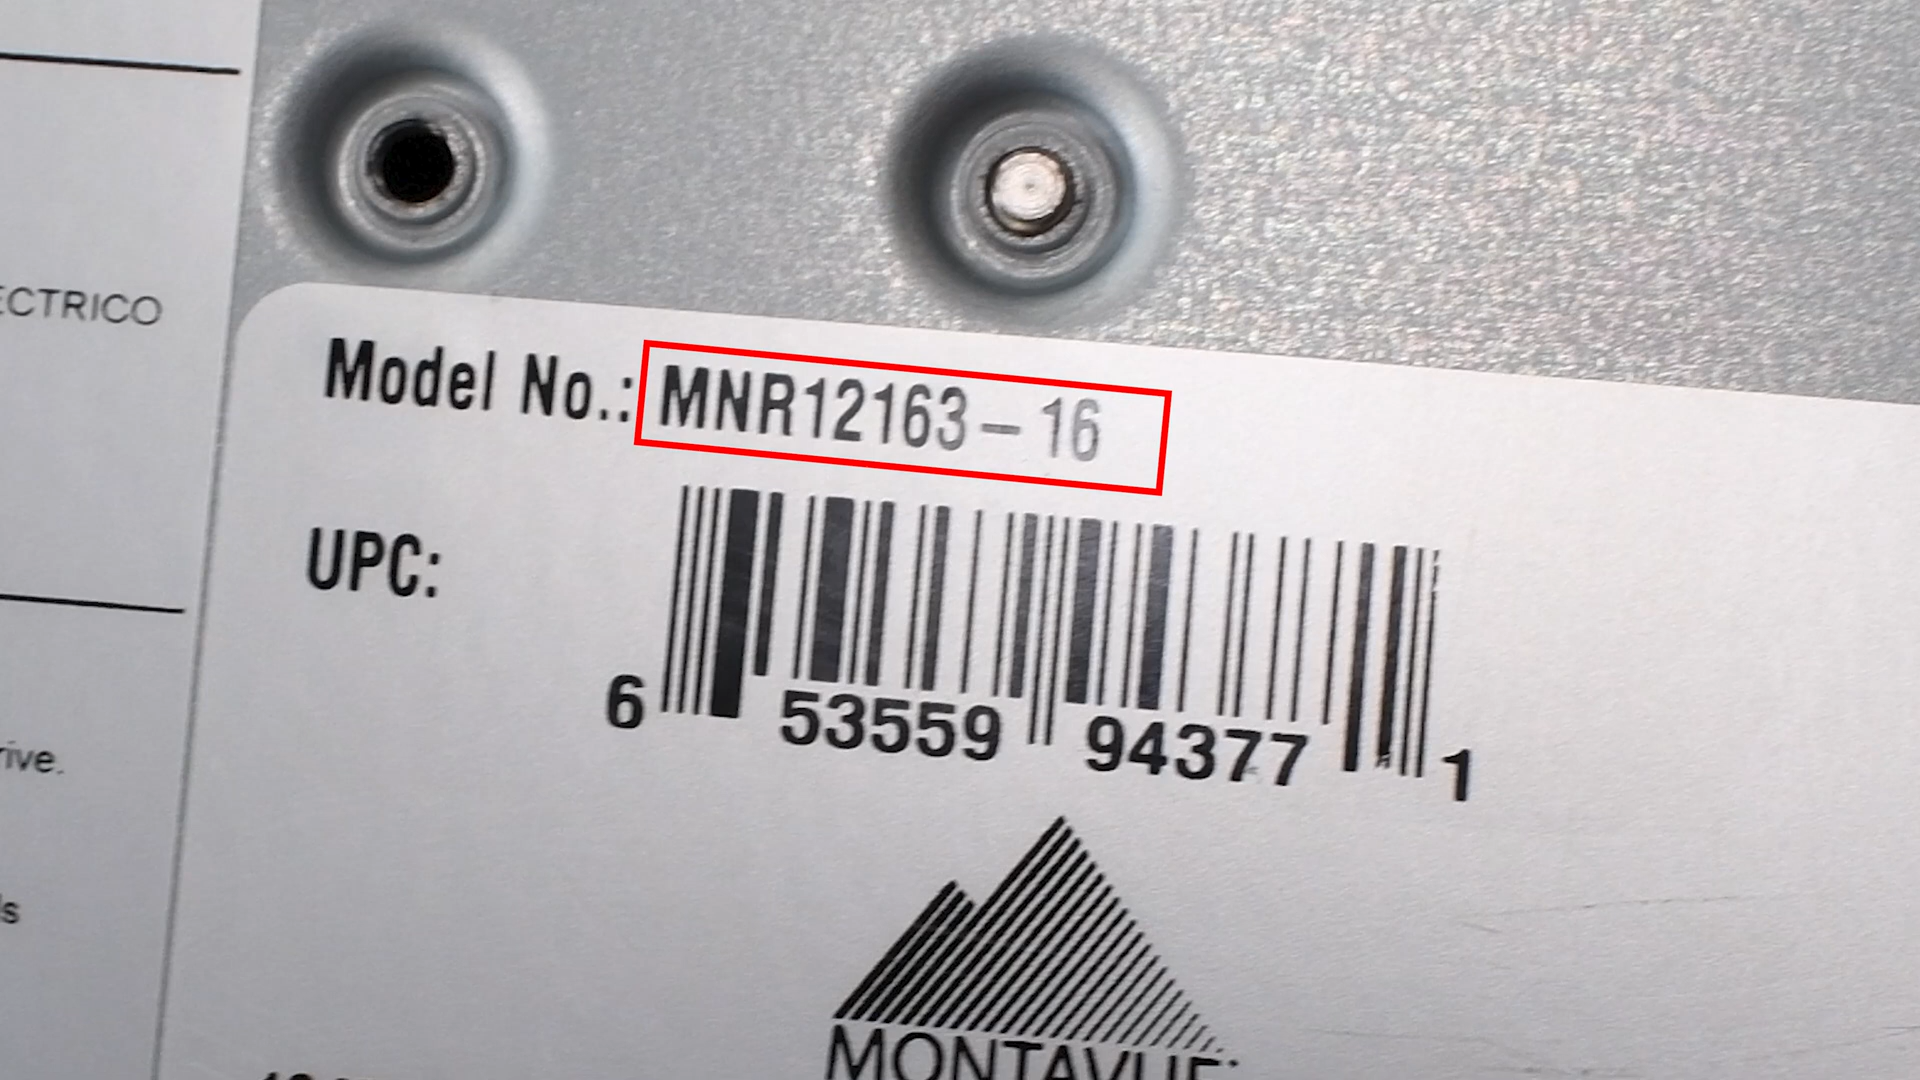 ECTRICO
Model No.: MNR12163-16
UPC:
6 53559 94377 1
rive.
ls
MONTAVUE